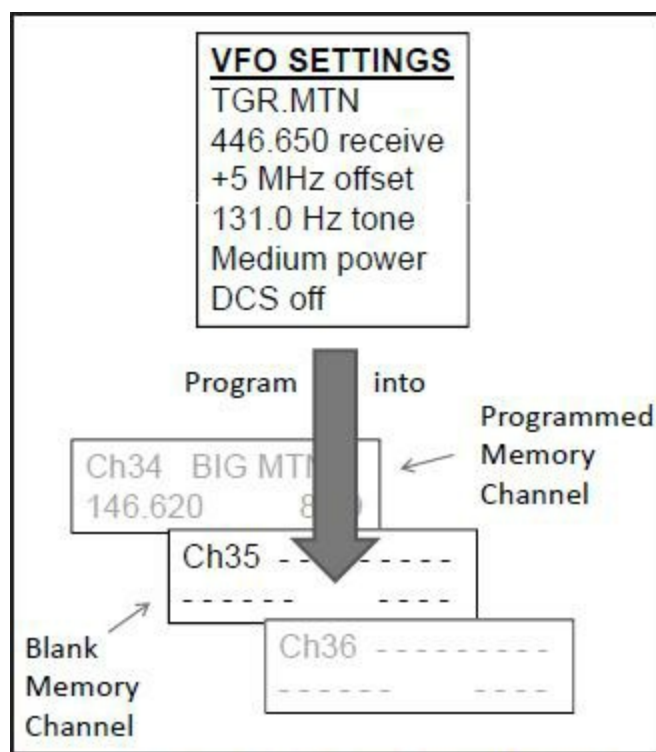 VFO SETTINGS
TGR.MTN
446.650 receive
+5 MHz offset
131.0 Hz tone
Medium power
DCS off
Program into
Programmed
Memory
Channel
Ch34 BIG MTN
146.620
Ch35 - - - - - - - - - -
- - - - - - - - - -
Ch36 - - - - - - - - -
- - - - - - - - - -
Blank
Memory
Channel